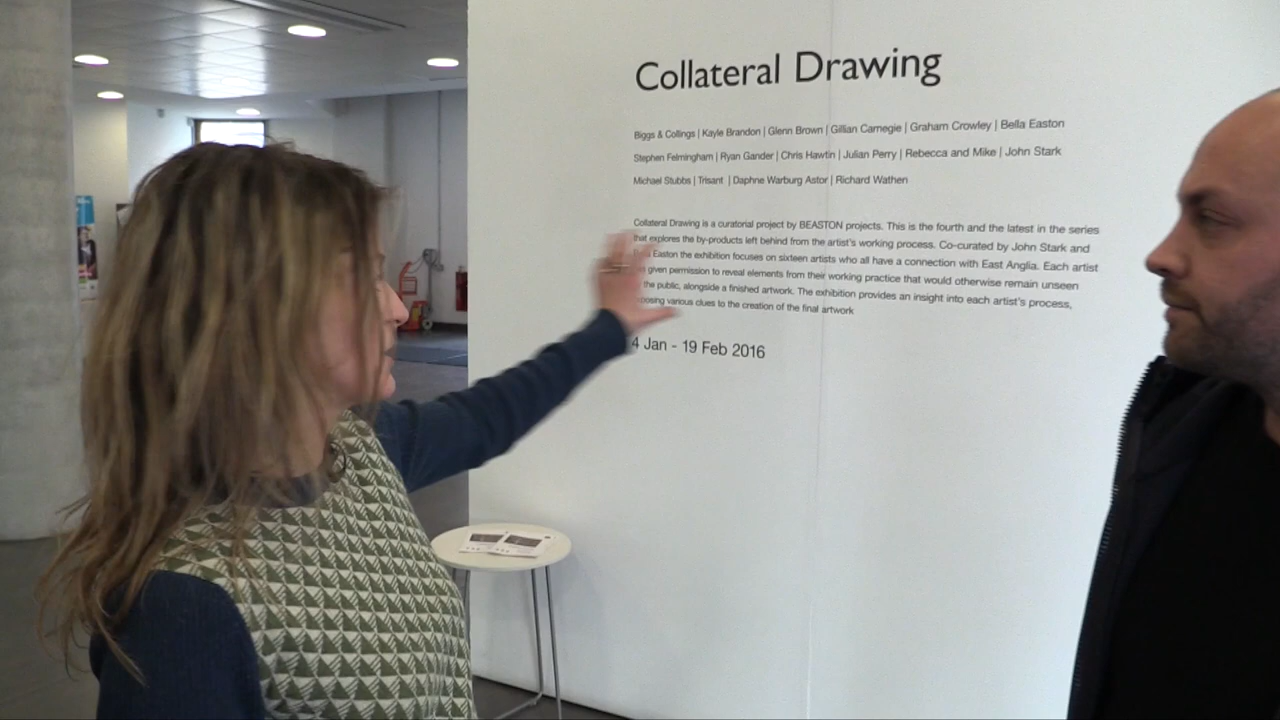 Collateral Drawing
Biggs & Collings | Kayle Brandon | Glenn Brown | Gillian Carnegie | Graham Crowley | Bella Easton
Stephen Felmingham | Ryan Gander | Chris Hawtin | Julian Perry | Rebecca and Mike | John Stark
Michael Stubbs | Trisant | Daphne Warburg Astor | Richard Wathen
Collateral Drawing is a curatorial project by BEASTON projects. This is the fourth and the latest in the series
that explores the by-products left behind from the artist's working process. Co-curated by John Stark and
Easton the exhibition focuses on sixteen artists who all have a connection with East Anglia. Each artist
given permission to reveal elements from their working practice that would otherwise remain unseen
the public, alongside a finished artwork. The exhibition provides an insight into each artist's process,
various clues to the creation of the final artwork
4 Jan - 19 Feb 2016